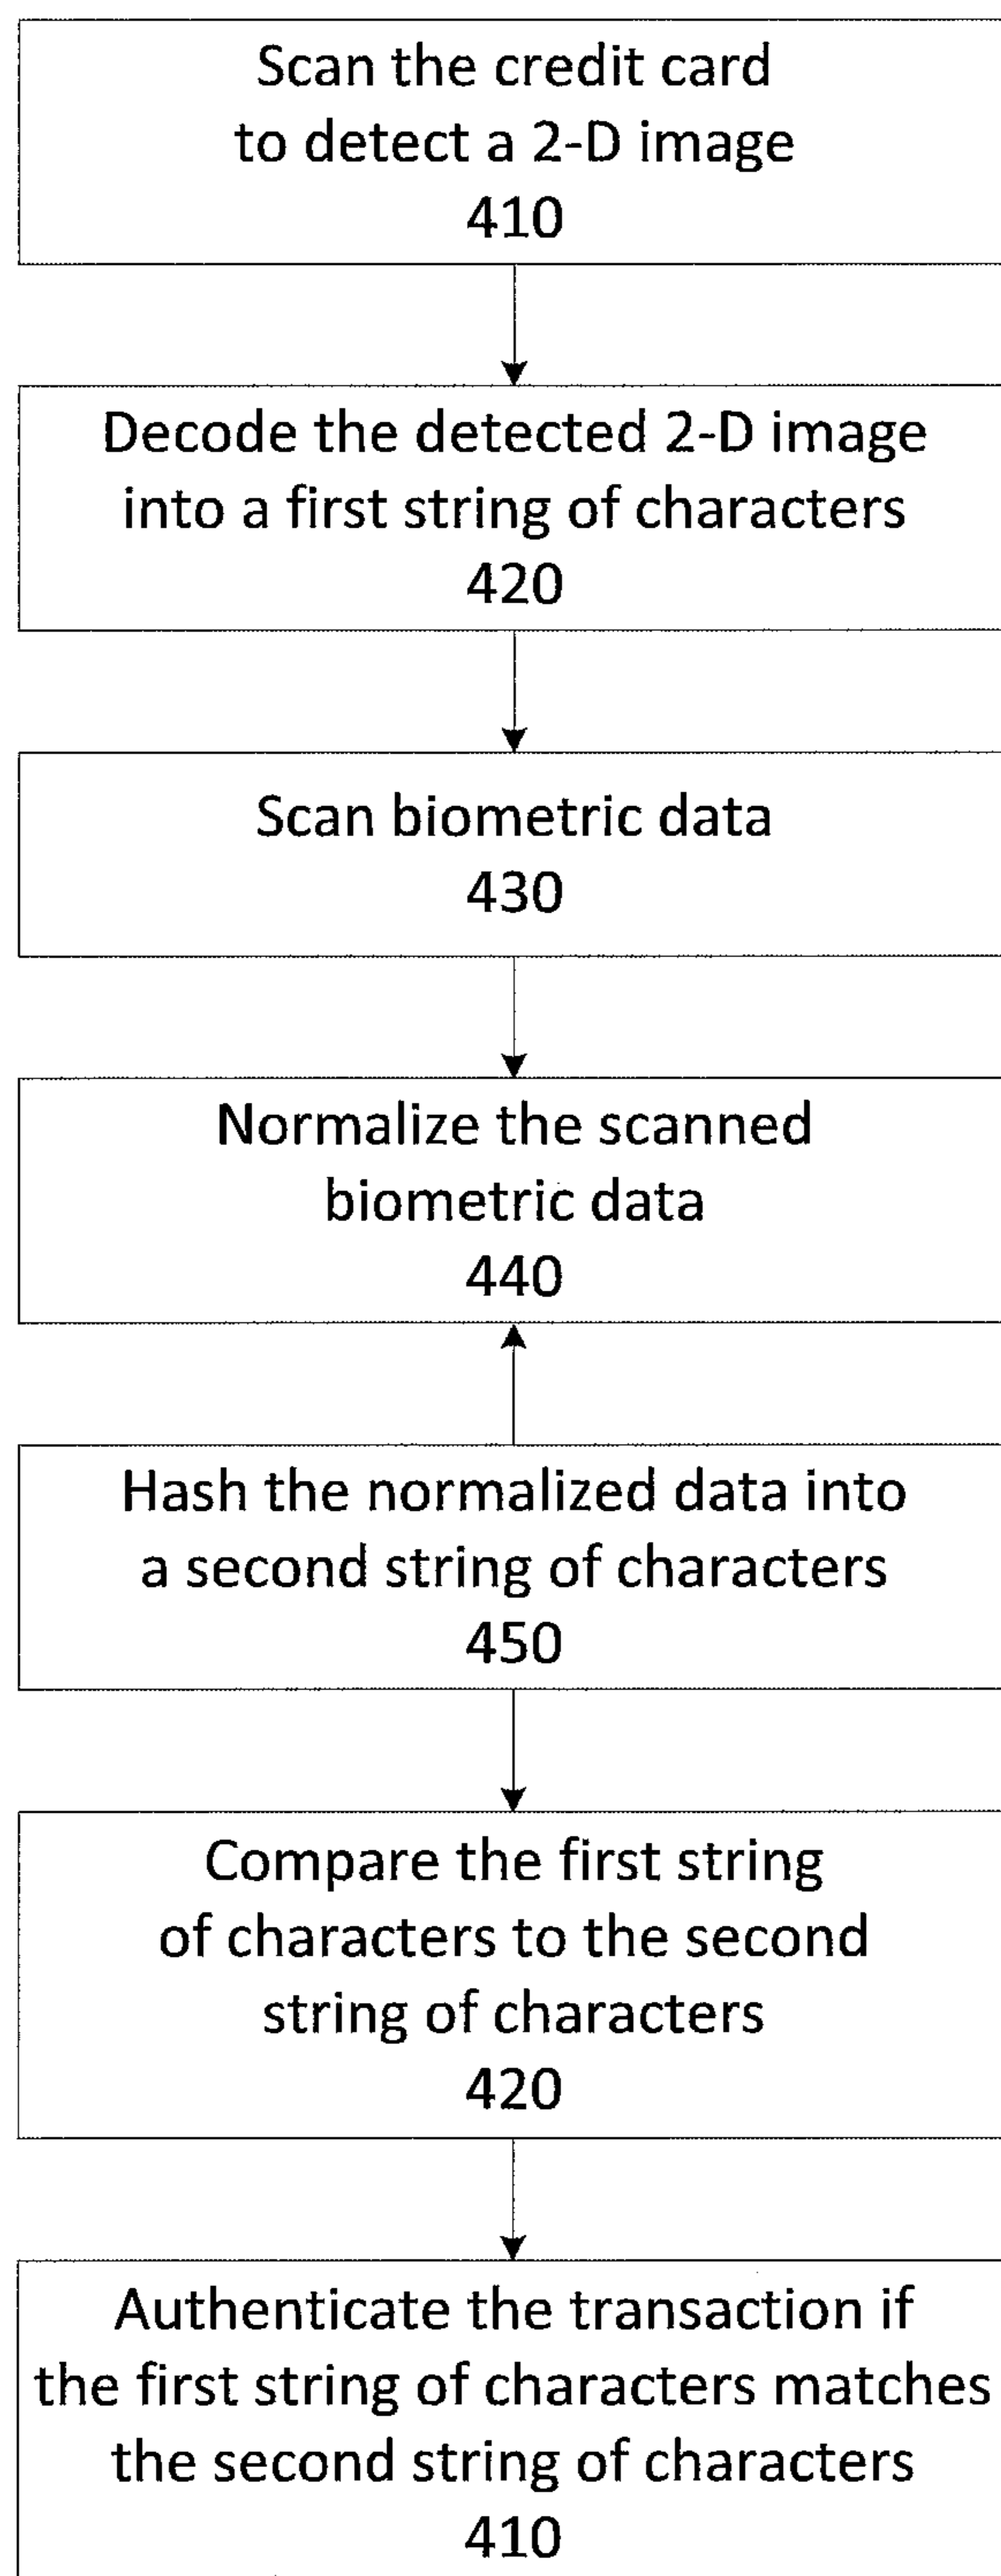 Scan the credit card
to detect a 2-D image
410
Decode the detected 2-D image
into a first string of characters
420
Scan biometric data
430
Normalize the scanned
biometric data
440
Hash the normalized data into
a second string of characters
450
Compare the first string
of characters to the second
string of characters
420
Authenticate the transaction if
the first string of characters matches
the second string of characters
410